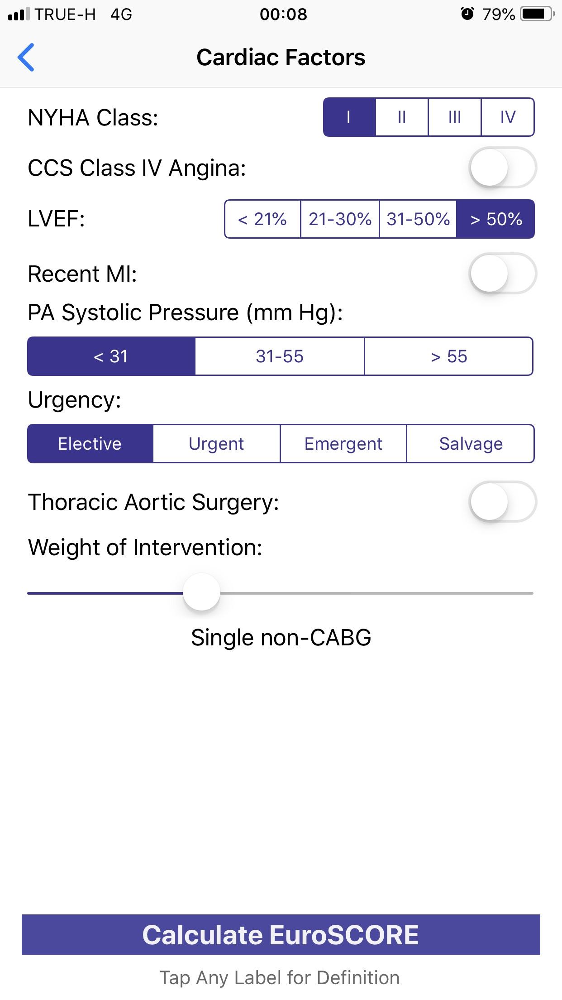 TRUE-H 4G 00:08 79%
Cardiac Factors
NYHA Class: I II III IV
CCS Class IV Angina:
LVEF: < 21% 21-30% 31-50% > 50%
Recent MI:
PA Systolic Pressure (mm Hg):
< 31 31-55 > 55
Urgency:
Elective Urgent Emergent Salvage
Thoracic Aortic Surgery:
Weight of Intervention:
Single non-CABG
Calculate EuroSCORE
Tap Any Label for Definition